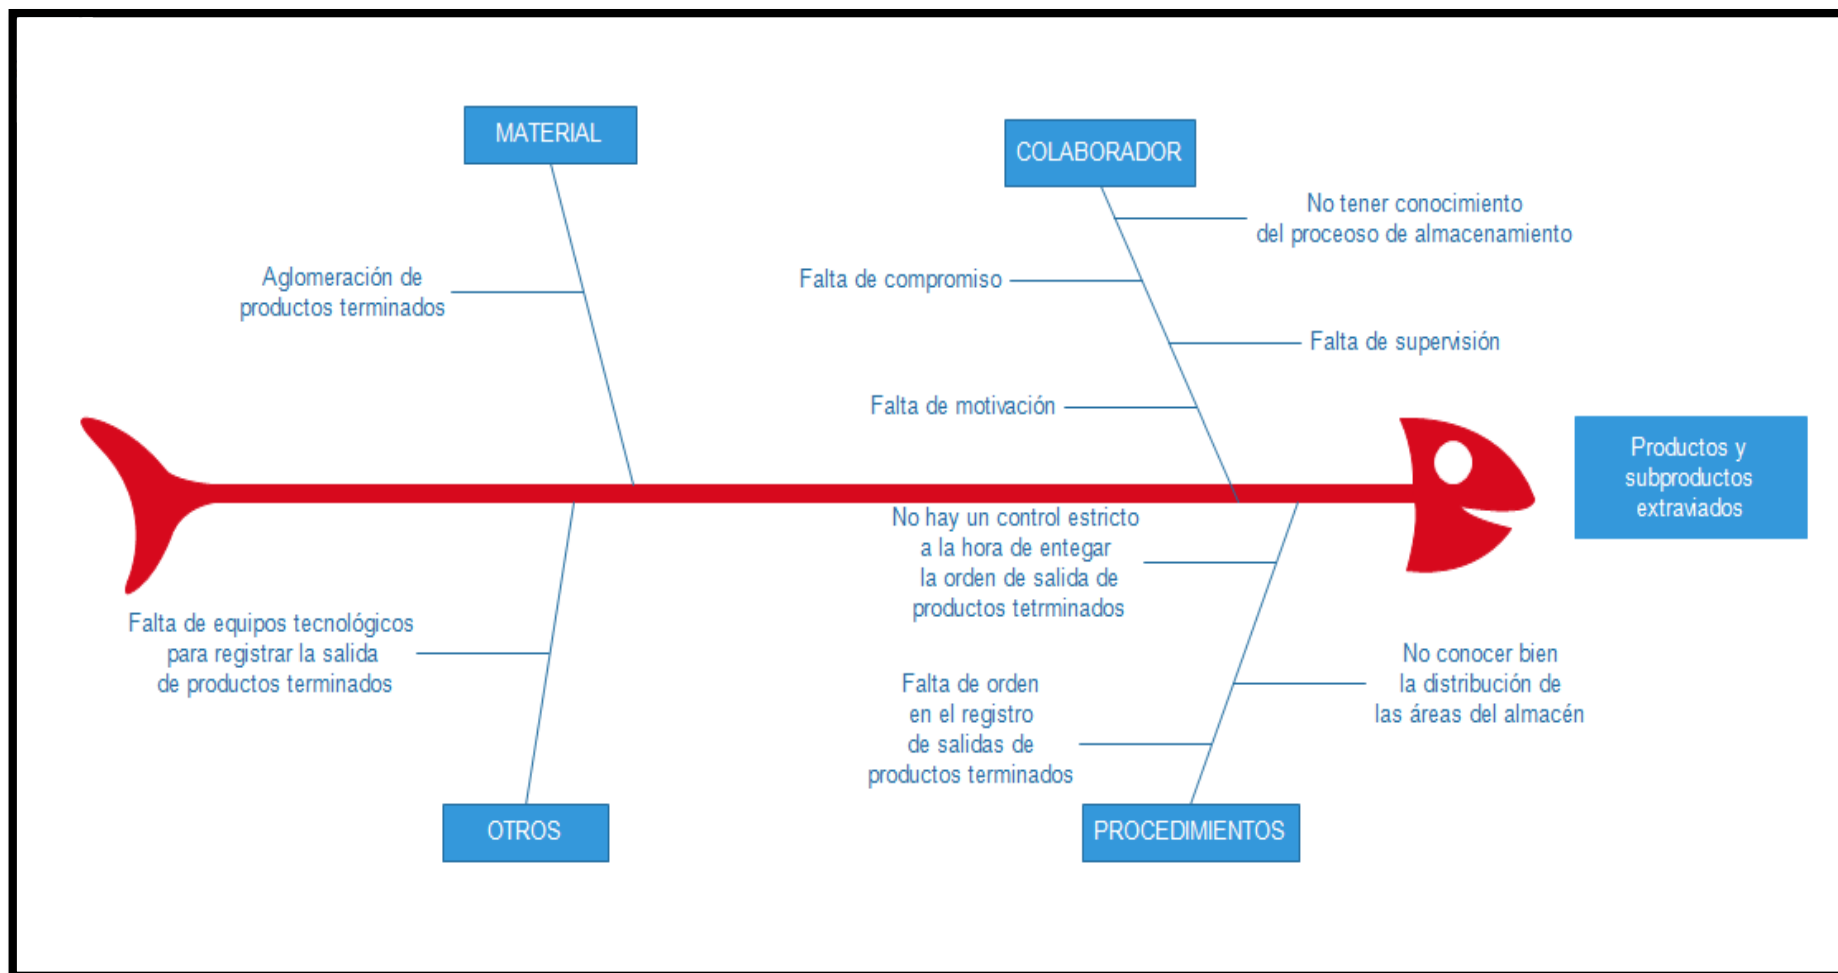 MATERIAL
COLABORADOR
No tener conocimiento
del proceoso de almacenamiento
Aglomeración de
productos terminados
Falta de compromiso
Falta de supervisión
Falta de motivación
Productos y
subproductos
extraviados
No hay un control estricto
a la hora de entegar
la orden de salida de
productos tetrminados
Falta de equipos tecnológicos
para registrar la salida
de productos terminados
No conocer bien
la distribución de
las áreas del almacén
Falta de orden
en el registro
de salidas de
productos terminados
OTROS
PROCEDIMIENTOS